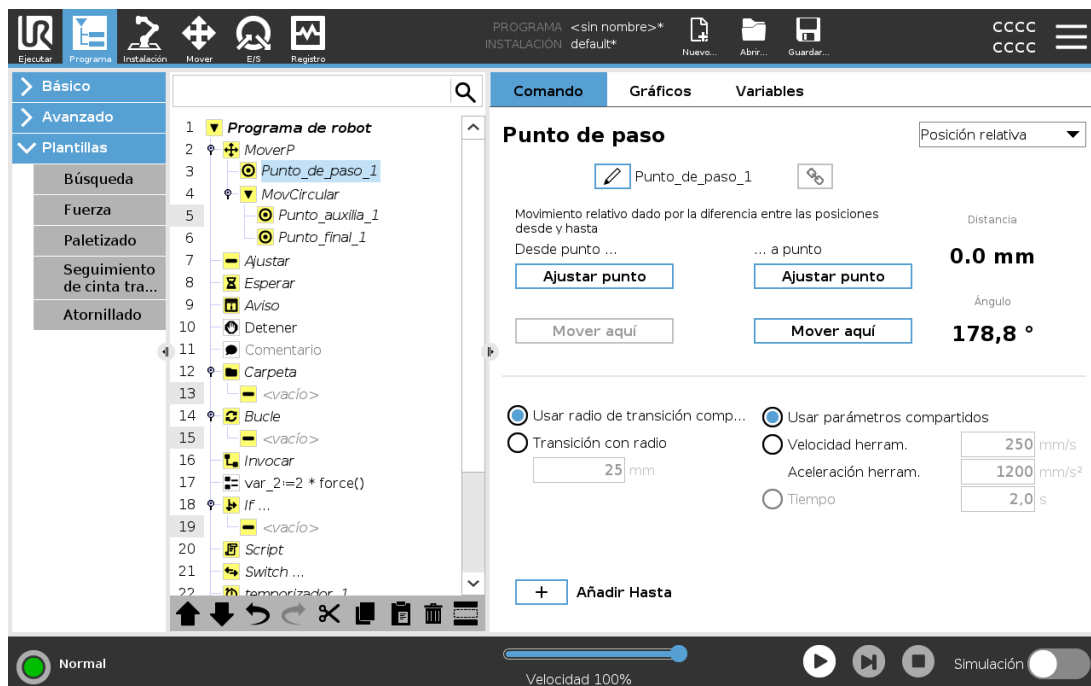 UR
Ejecutar
Programa
Instalación
Mover
E/S
Registro
PROGRAMA <sin nombre>*
INSTALACIÓN default*
Nuevo...
Abrir...
Guardar...
CCCC
CCCC
Básico
Avanzado
Plantillas
Búsqueda
Fuerza
Paletizado
Seguimiento
de cinta tra...
Atornillado
1 Programa de robot
2 MoverP
3 Punto_de_paso_1
4 MovCircular
5 Punto_auxilia_1
6 Punto_final_1
7 Ajustar
8 Esperar
9 Aviso
10 Detener
11 Comentario
12 Carpeta
13 <vacío>
14 Bucle
15 <vacío>
16 Invocar
17 var_2:=2 * force()
18 If ...
19 <vacío>
20 Script
21 Switch ...
22 temporizador_1
Comando
Gráficos
Variables
Punto de paso
Posición relativa
Punto_de_paso_1
Movimiento relativo dado por la diferencia entre las posiciones
desde y hasta
Desde punto ...
... a punto
Ajustar punto
Ajustar punto
Mover aquí
Mover aquí
Distancia
0.0 mm
Ángulo
178,8 °
Usar radio de transición comp...
Transición con radio
25 mm
Usar parámetros compartidos
Velocidad herram. 250 mm/s
Aceleración herram. 1200 mm/s²
Tiempo 2,0 s
+ Añadir Hasta
Normal
Velocidad 100%
Simulación